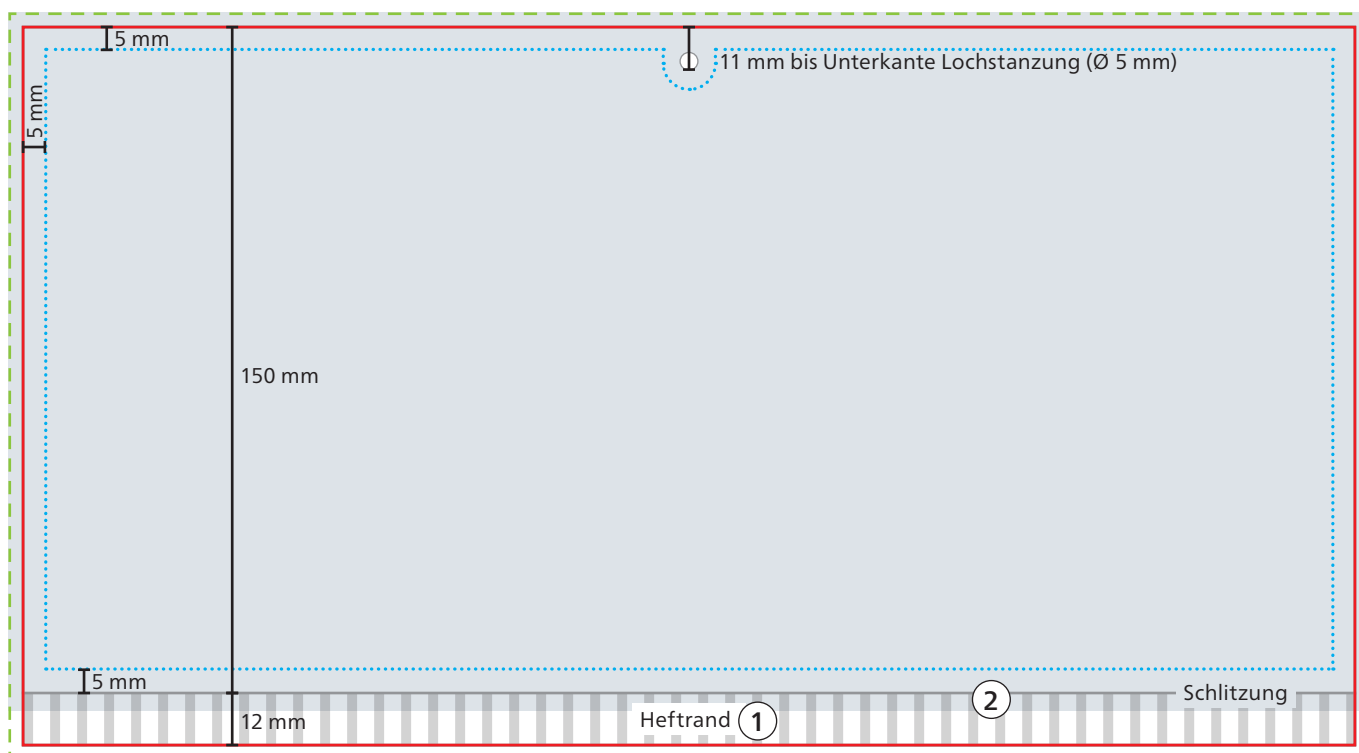 5 mm
11 mm bis Unterkante Lochstanzung (Ø 5 mm)
5 mm
150 mm
5 mm
2
Schlitzung
12 mm
Heftrand 1